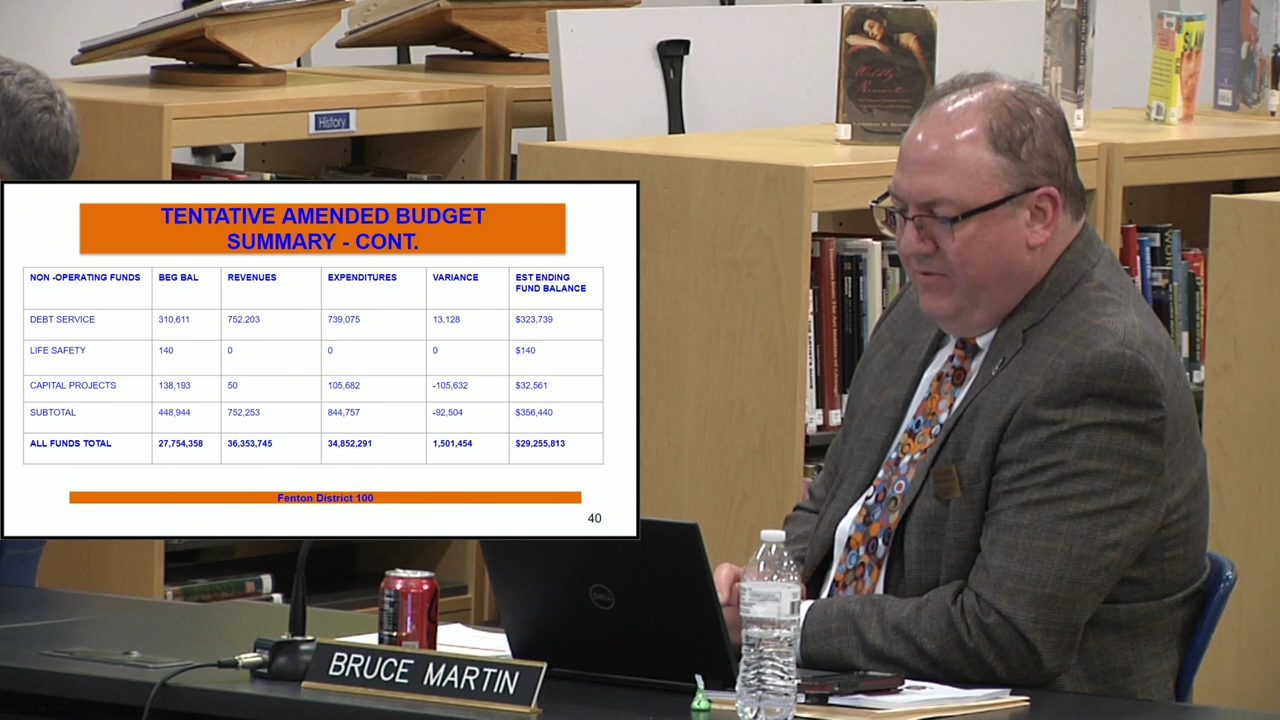 History
Wildly
Romantic
SLAM
TENTATIVE AMENDED BUDGET
SUMMARY - CONT.
NON -OPERATING FUNDS BEG BAL REVENUES EXPENDITURES VARIANCE EST ENDING FUND BALANCE
DEBT SERVICE 310,611 752,203 739,075 13,128 $323,739
LIFE SAFETY 140 0 0 0 $140
CAPITAL PROJECTS 138,193 50 105,682 -105,632 $32,561
SUBTOTAL 448,944 752,253 844,757 -92,504 $356,440
ALL FUNDS TOTAL 27,754,358 36,353,745 34,852,291 1,501,454 $29,255,813
Fenton District 100
40
DELL
BRUCE MARTIN